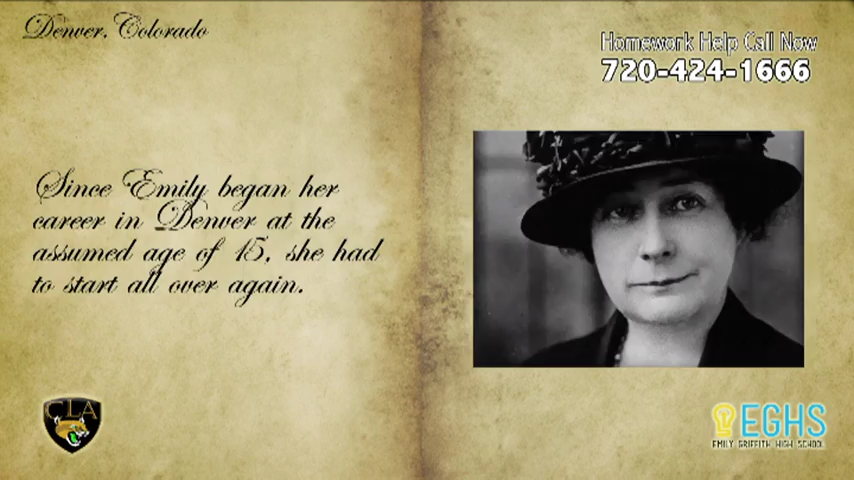 Denver, Colorado
Homework Help Call Now
720-424-1666
Since Emily began her
career in Denver at the
assumed age of 15, she had
to start all over again.
CLA
EGHS
EMILY GRIFFITH HIGH SCHOOL